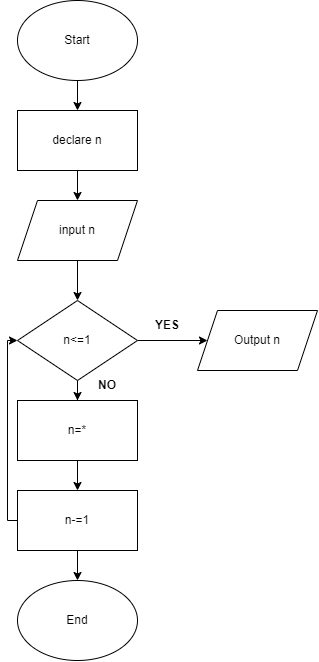 Start
declare n
input n
n<=1
YES
Output n
NO
n=*
n-=1
End